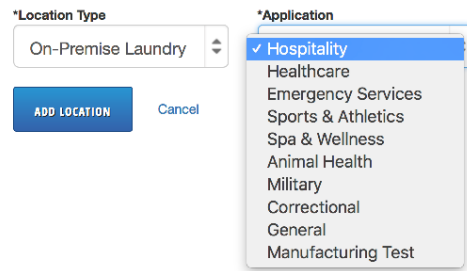 *Location Type
*Application
On-Premise Laundry
✓ Hospitality
Healthcare
Emergency Services
Sports & Athletics
Spa & Wellness
Animal Health
Military
Correctional
General
Manufacturing Test
ADD LOCATION
Cancel